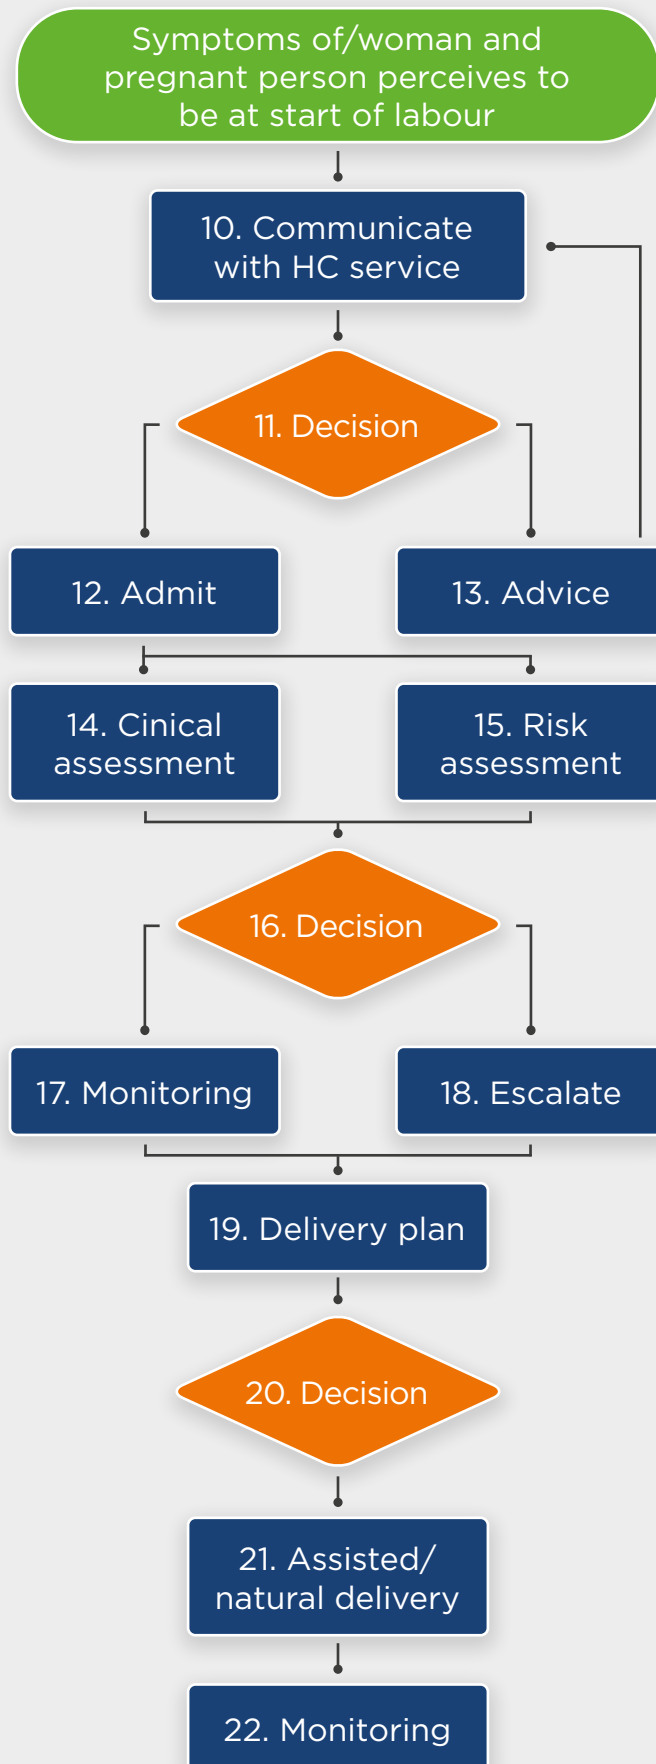 Symptoms of/woman and
pregnant person perceives to
be at start of labour
10. Communicate
with HC service
11. Decision
12. Admit
13. Advice
14. Cinical
assessment
15. Risk
assessment
16. Decision
17. Monitoring
18. Escalate
19. Delivery plan
20. Decision
21. Assisted/
natural delivery
22. Monitoring